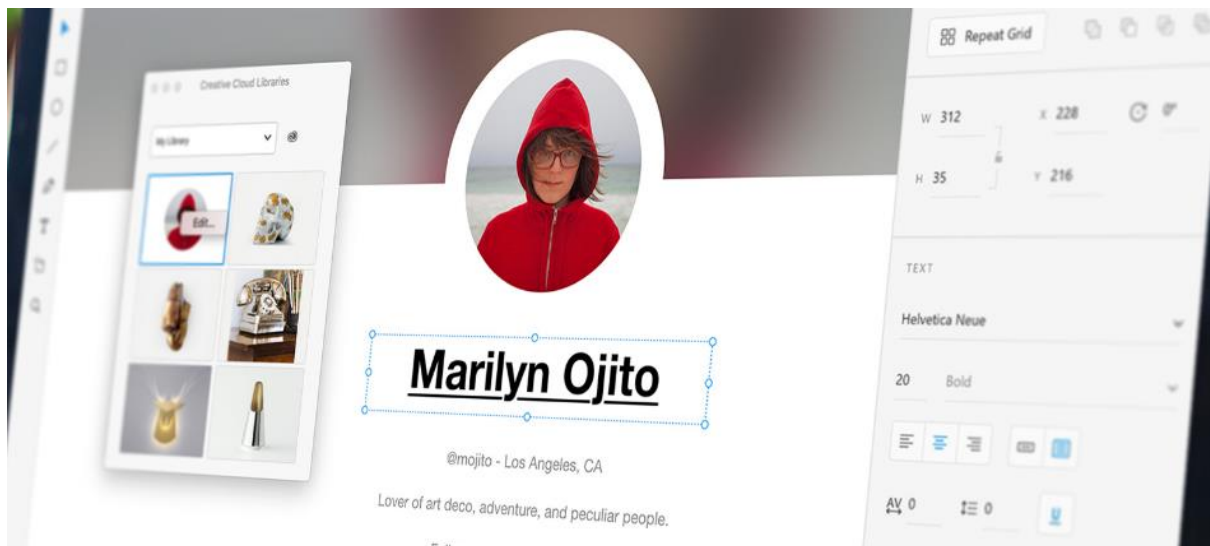 Creative Cloud Libraries
My Library
Edit...
Marilyn Ojito
@mojito - Los Angeles, CA
Lover of art deco, adventure, and peculiar people.
Repeat Grid
W 312
X 228
H 35
Y 216
TEXT
Helvetica Neue
20 Bold
AV 0
0
U